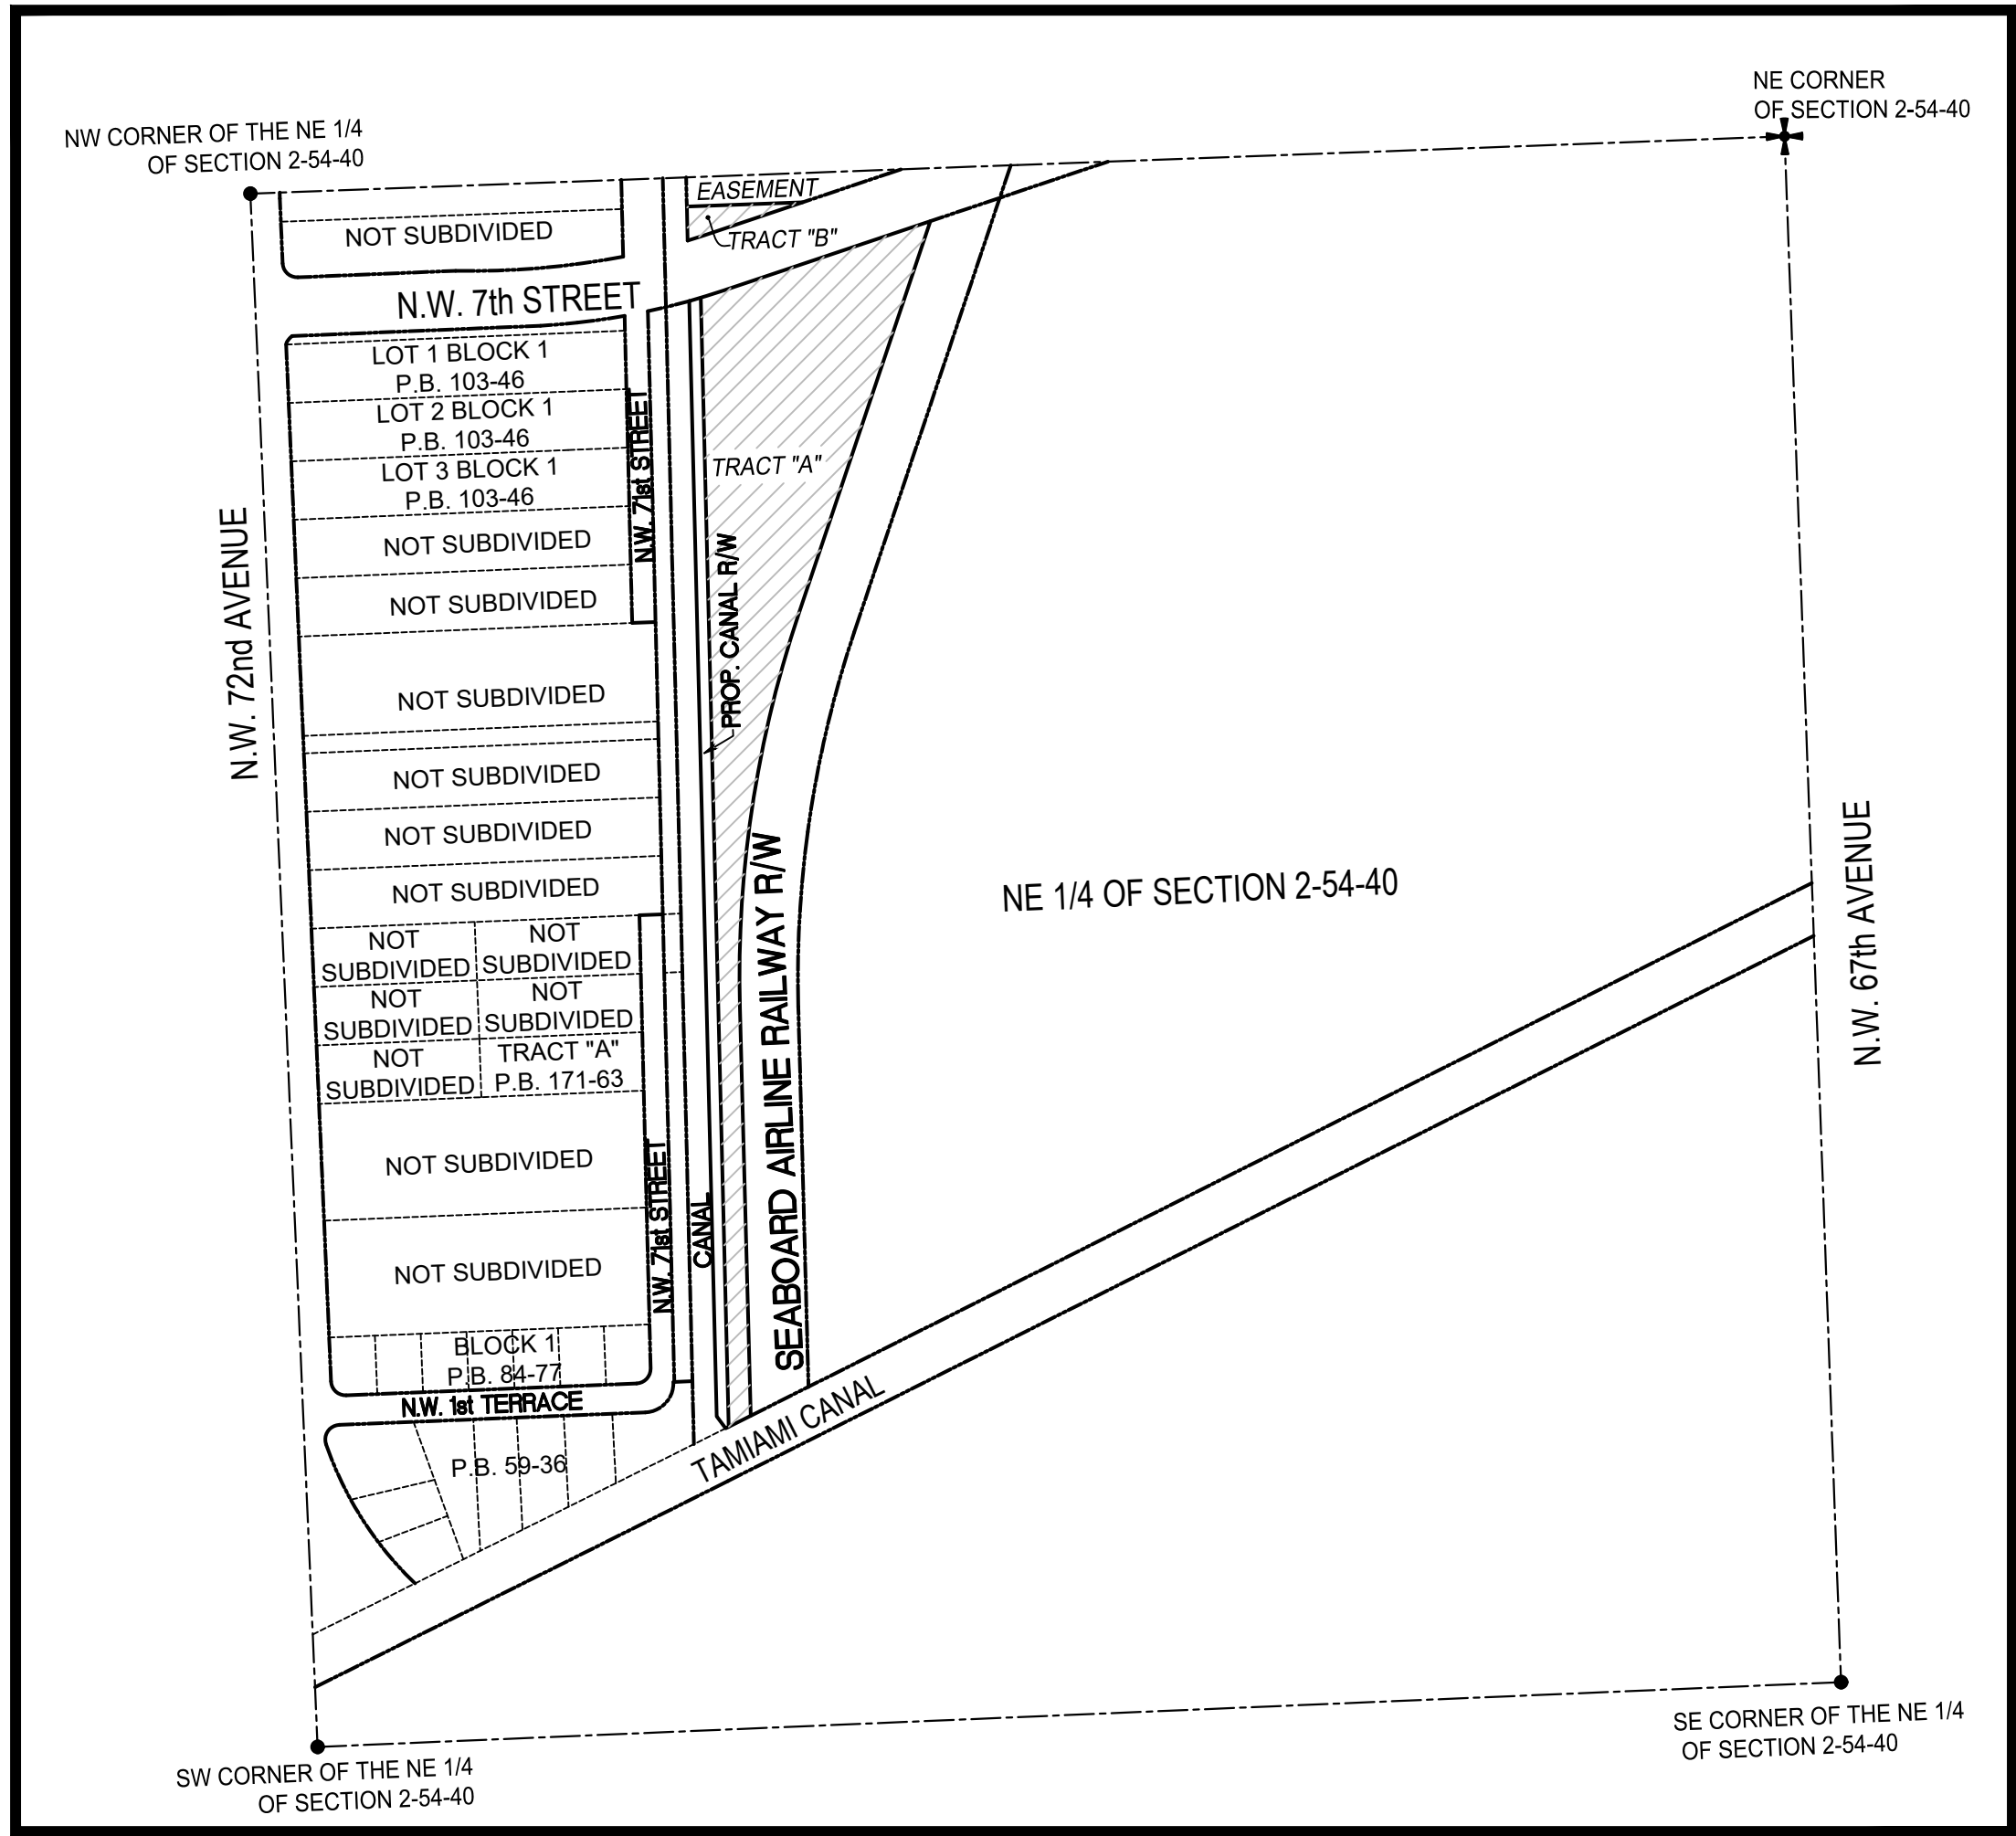 NE CORNER
OF SECTION 2-54-40
NW CORNER OF THE NE 1/4
OF SECTION 2-54-40
EASEMENT
NOT SUBDIVIDED
TRACT "B"
N.W. 7th STREET
LOT 1 BLOCK 1
P.B. 103-46
LOT 2 BLOCK 1
P.B. 103-46
LOT 3 BLOCK 1
P.B. 103-46
N.W. 71st STREET
TRACT "A"
NOT SUBDIVIDED
NOT SUBDIVIDED
PROP. CANAL R/W
N.W. 72nd AVENUE
NOT SUBDIVIDED
NOT SUBDIVIDED
NOT SUBDIVIDED
NOT SUBDIVIDED
NE 1/4 OF SECTION 2-54-40
N.W. 67th AVENUE
SEABOARD AIRLINE RAILWAY R/W
NOT
SUBDIVIDED
NOT
SUBDIVIDED
NOT
SUBDIVIDED
NOT
SUBDIVIDED
NOT
SUBDIVIDED
TRACT "A"
P.B. 171-63
NOT SUBDIVIDED
N.W. 71st STREET
CANAL
NOT SUBDIVIDED
BLOCK 1
P.B. 84-77
N.W. 1st TERRACE
TAMIAMI CANAL
P.B. 59-36
SE CORNER OF THE NE 1/4
OF SECTION 2-54-40
SW CORNER OF THE NE 1/4
OF SECTION 2-54-40